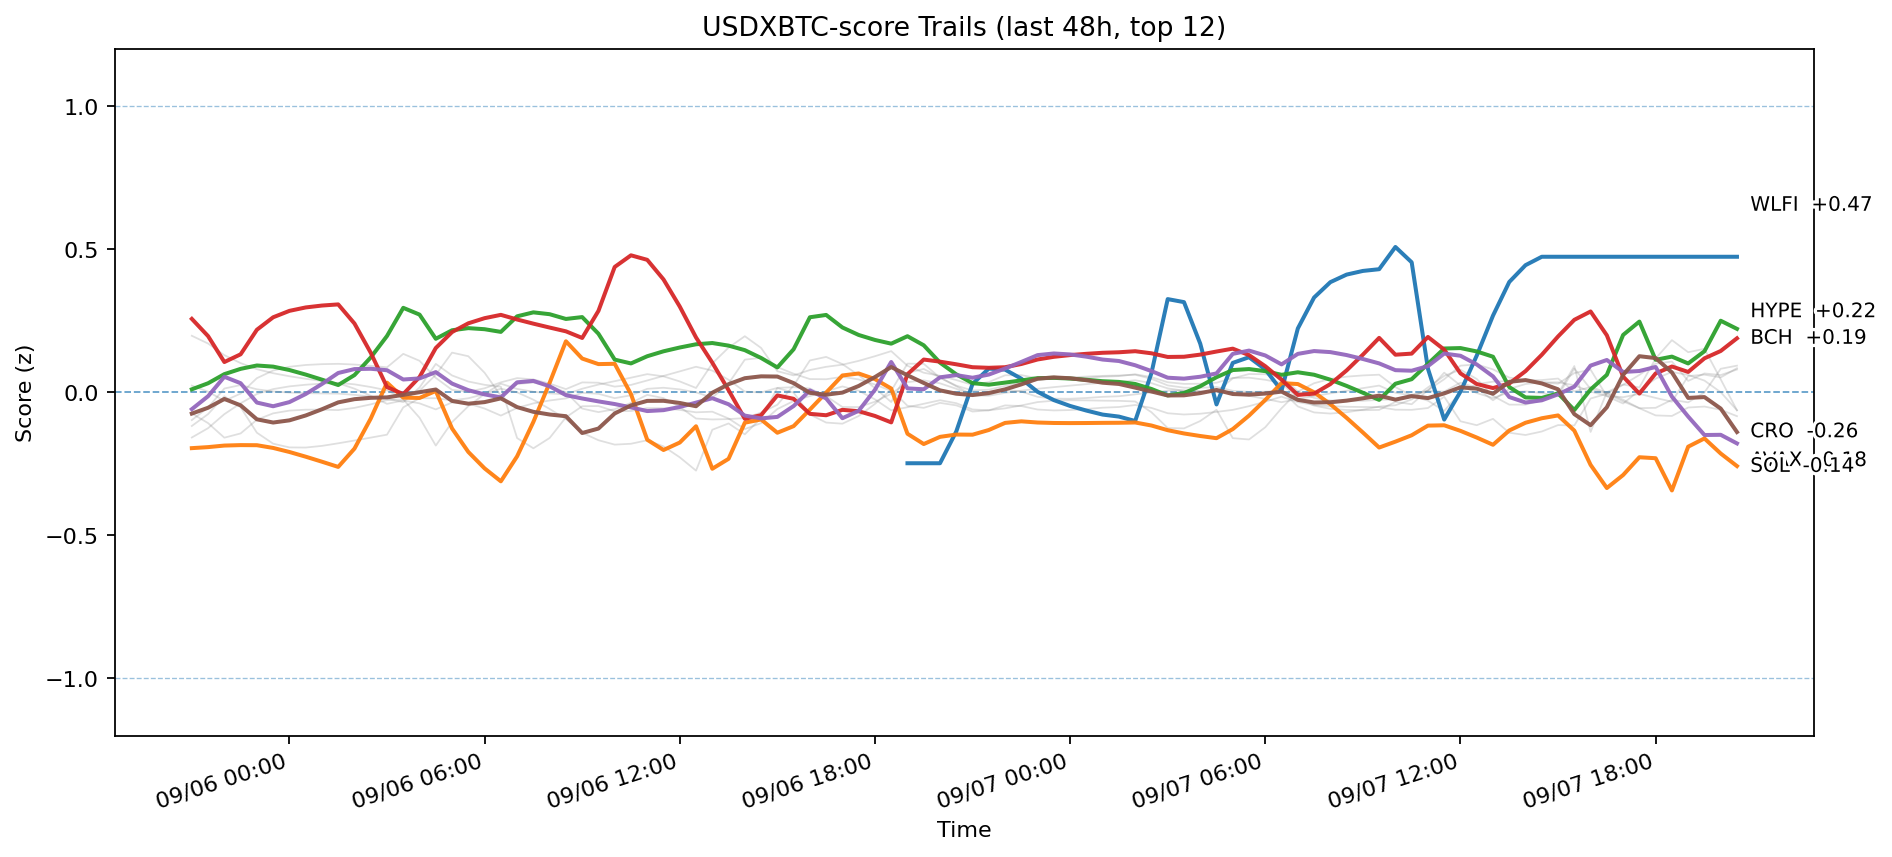 USDXBTC-score Trails (last 48h, top 12)
Score (z)
1.0
0.5
0.0
−0.5
−1.0
WLFI +0.47
HYPE +0.22
BCH +0.19
CRO -0.26
SOL -0.14
09/06 00:00
09/06 06:00
09/06 12:00
09/06 18:00
09/07 00:00
09/07 06:00
09/07 12:00
09/07 18:00
Time